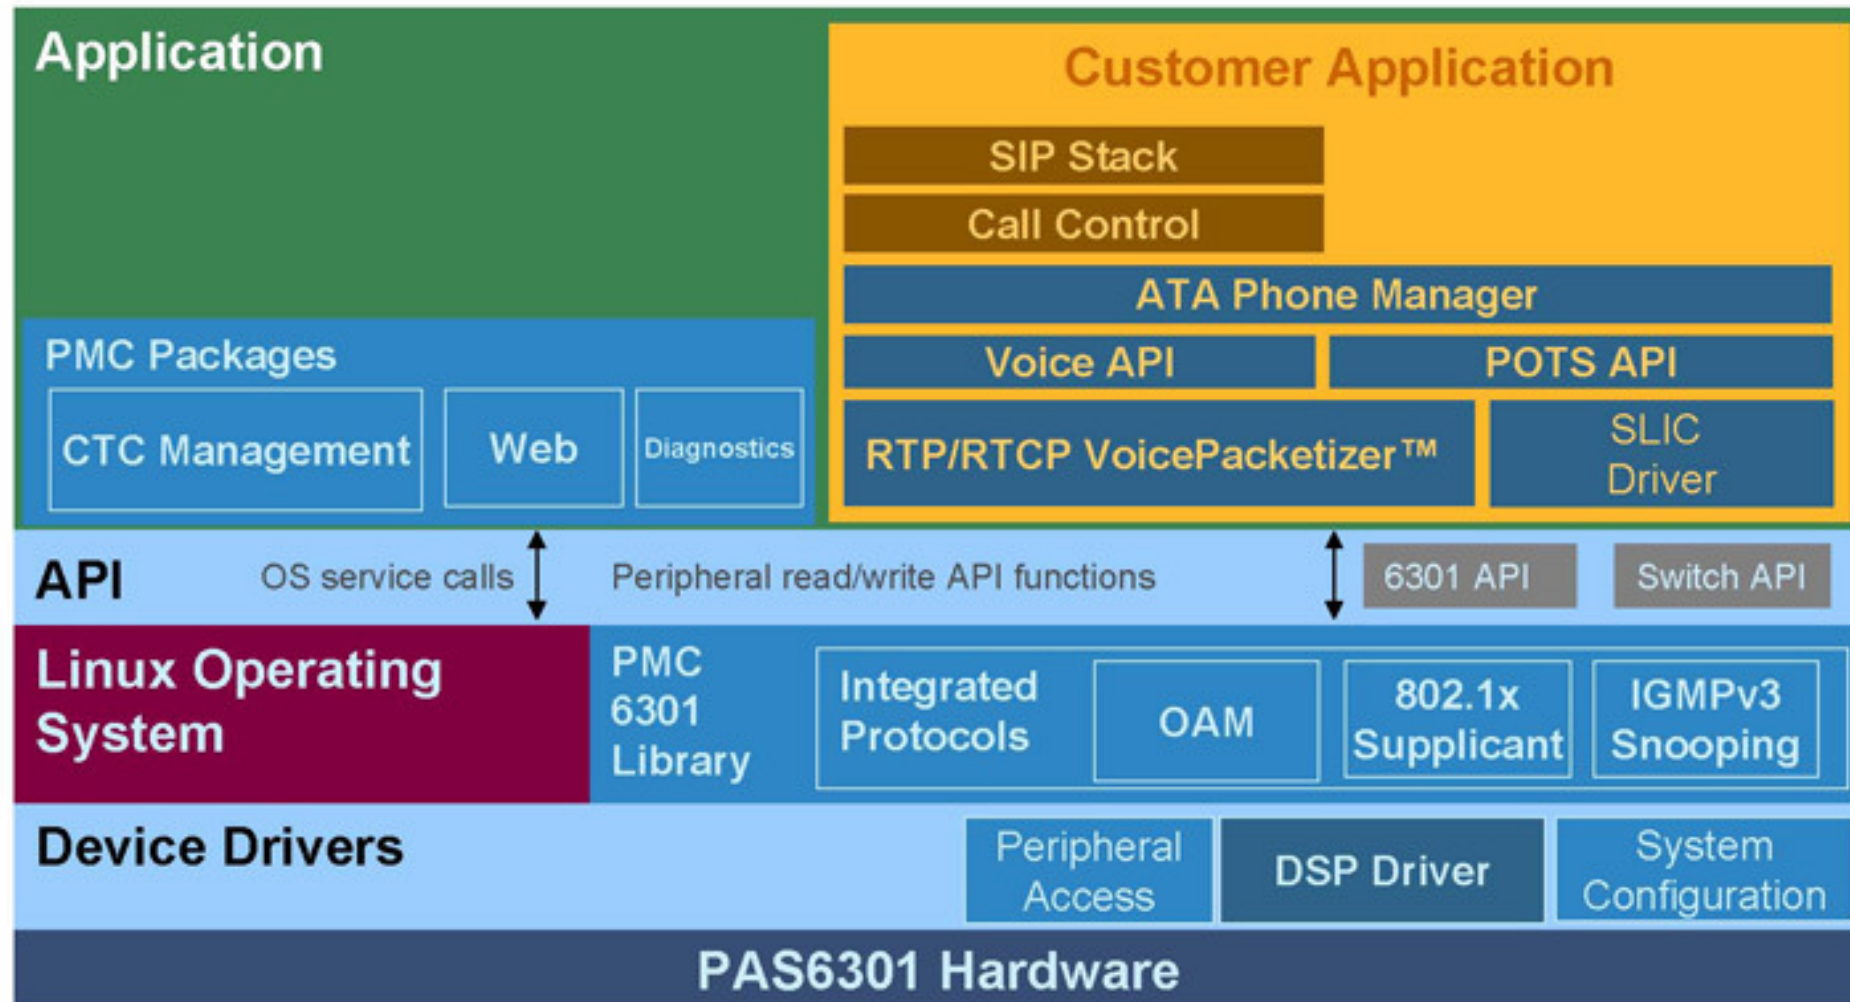 Application
Customer Application
SIP Stack
Call Control
ATA Phone Manager
PMC Packages
Voice API
POTS API
CTC Management
Web
Diagnostics
RTP/RTCP VoicePacketizer™
SLIC
Driver
API
OS service calls
Peripheral read/write API functions
6301 API
Switch API
Linux Operating
System
PMC
6301
Library
Integrated
Protocols
OAM
802.1x
Supplicant
IGMPv3
Snooping
Device Drivers
Peripheral
Access
DSP Driver
System
Configuration
PAS6301 Hardware